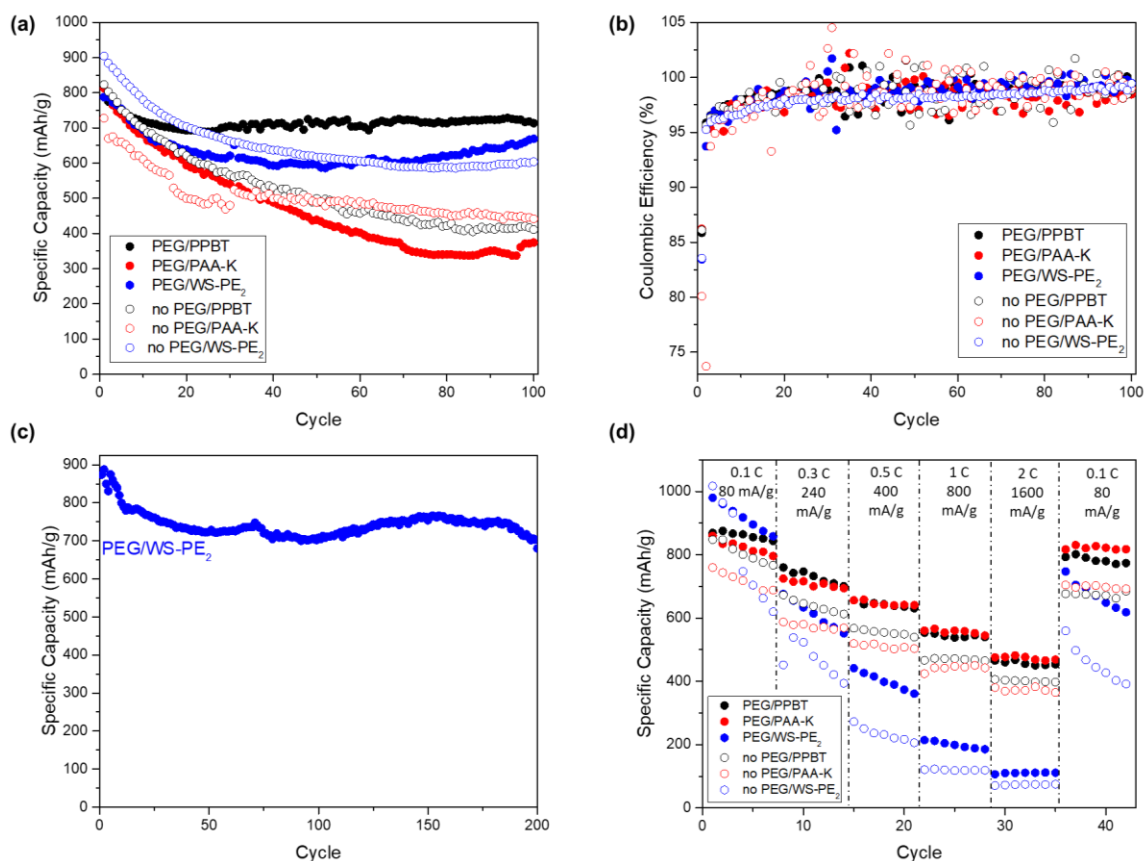 (a)
1000
900
800
700
600
500
400
300
200
100
0
Specific Capacity (mAh/g)
PEG/PPBT
PEG/PAA-K
PEG/WS-PE₂
no PEG/PPBT
no PEG/PAA-K
no PEG/WS-PE₂
0 20 40 60 80 100
Cycle
(b)
105
100
95
90
85
80
75
Coulombic Efficiency (%)
PEG/PPBT
PEG/PAA-K
PEG/WS-PE₂
no PEG/PPBT
no PEG/PAA-K
no PEG/WS-PE₂
0 20 40 60 80 100
Cycle
(c)
900
800
700
600
500
400
300
200
100
0
Specific Capacity (mAh/g)
PEG/WS-PE₂
0 50 100 150 200
Cycle
(d)
0.1 C 0.3 C 0.5 C 1 C 2 C 0.1 C
80 mA/g 240 400 800 1600 80
mA/g mA/g mA/g mA/g mA/g
1000
800
600
400
200
0
Specific Capacity (mAh/g)
PEG/PPBT
PEG/PAA-K
PEG/WS-PE₂
no PEG/PPBT
no PEG/PAA-K
no PEG/WS-PE₂
0 10 20 30 40
Cycle